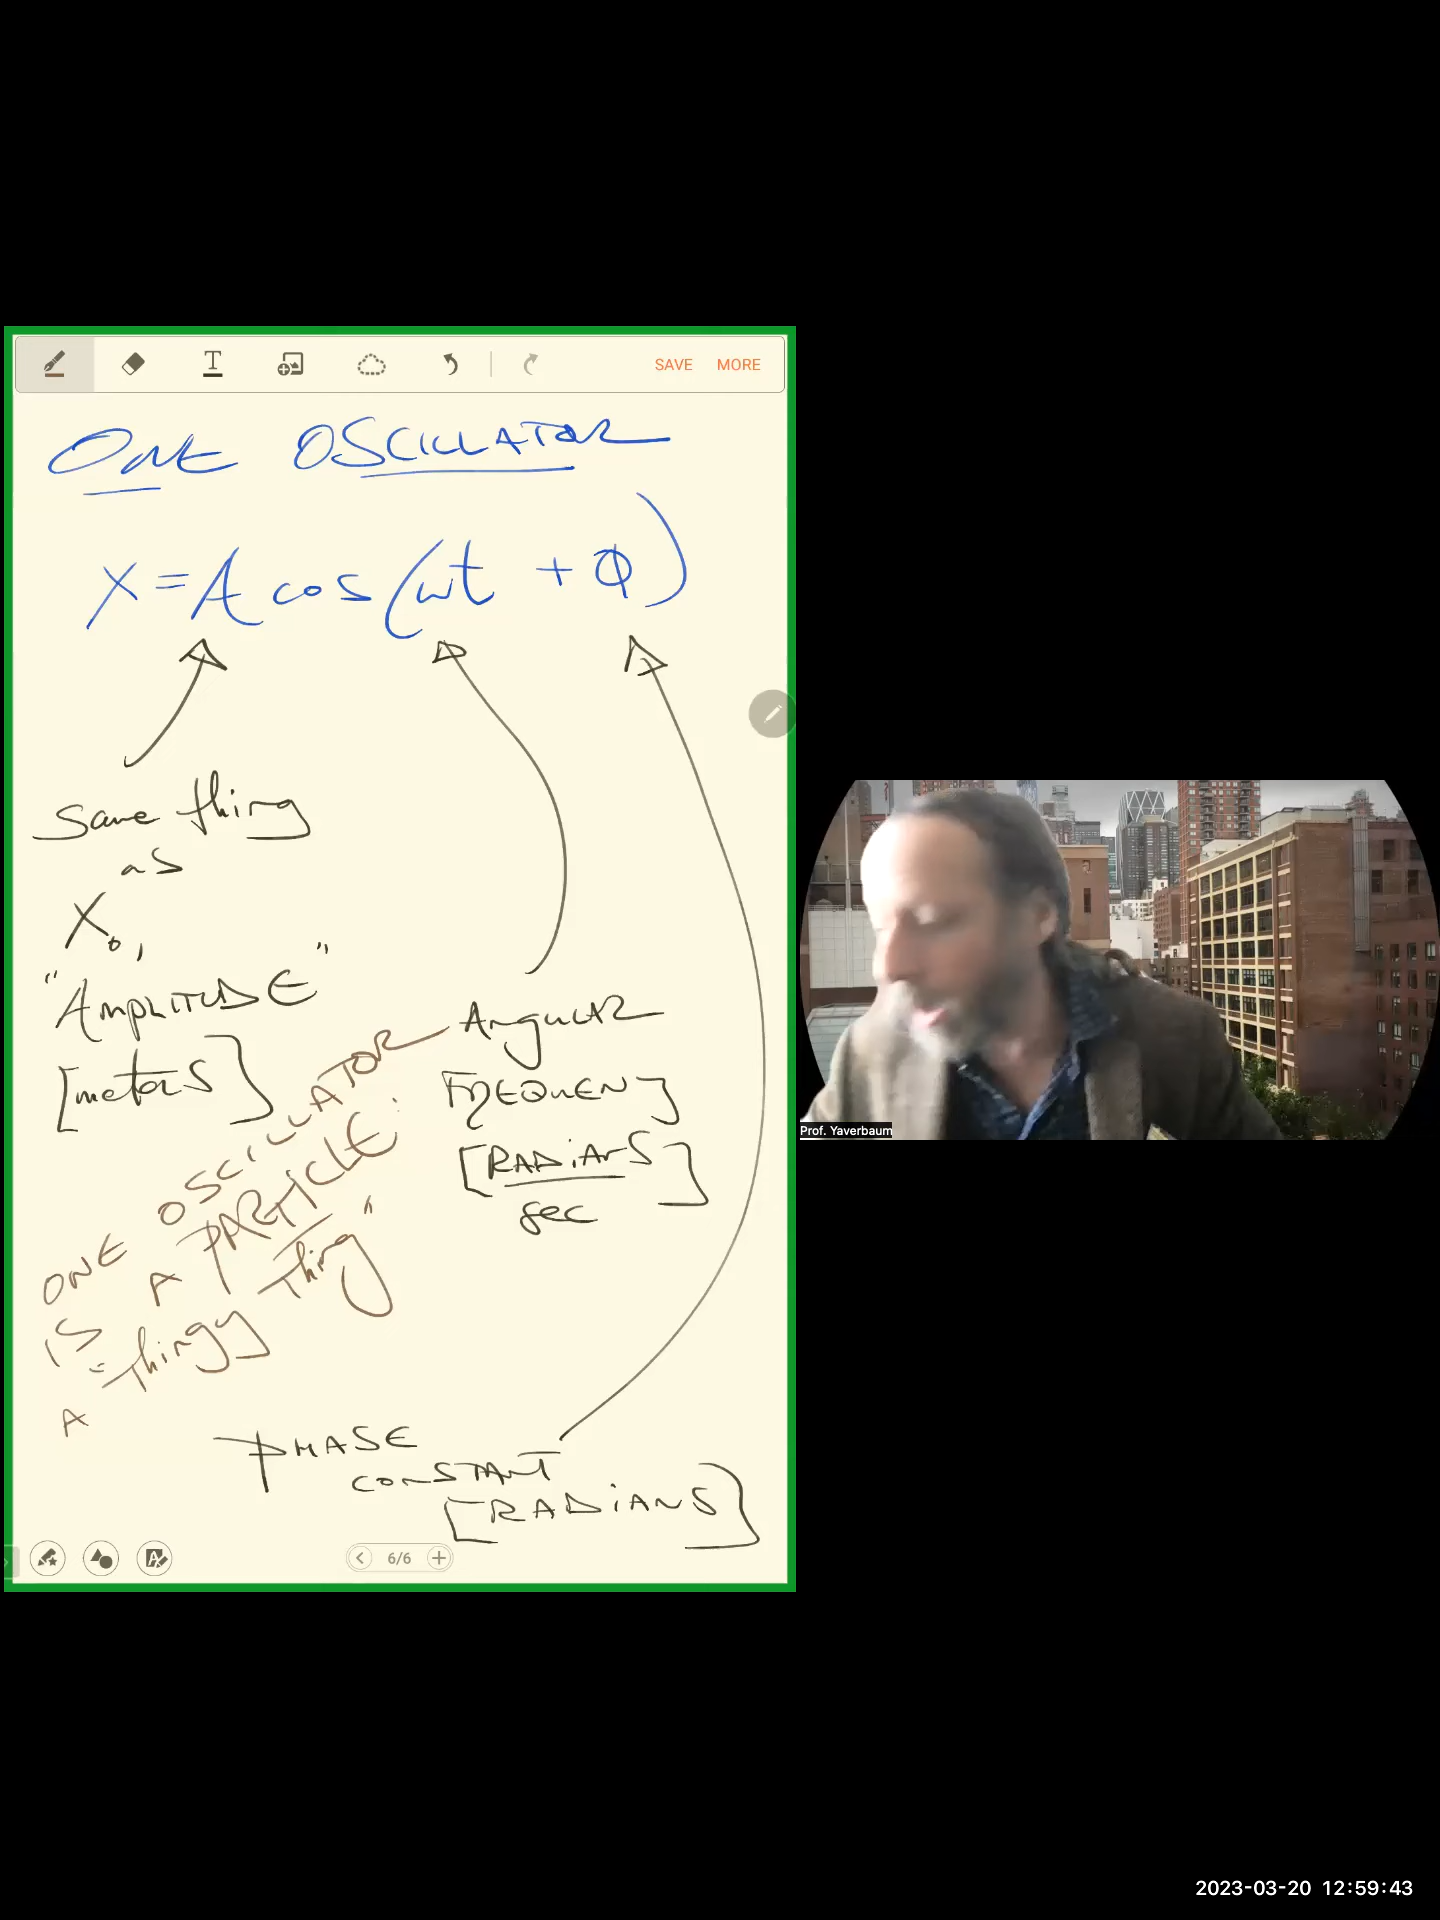 T
SAVE MORE
ONE OSCILLATOR
X = A cos(ωt + Φ)
Same thing
as
X₀,
"AMPLITUDE"
[meters]
Angular
FREQUENCY
[RADIANS
sec]
ONE OSCILLATOR
IS A PARTICLE:
A "Thingy Thing"
PHASE
CONSTANT
[RADIANS]
6/6
Prof. Yaverbaum
2023-03-20 12:59:43